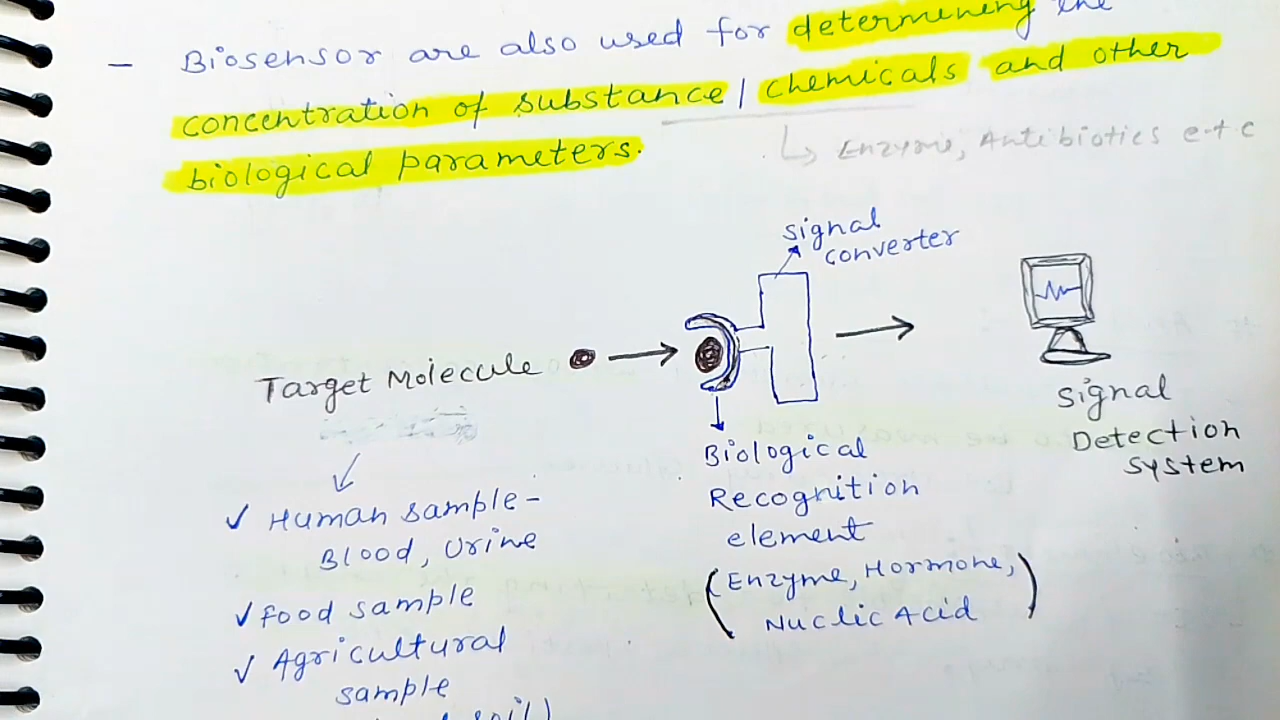 - Biosensor are also used for determining the
concentration of substance / chemicals and other
↳ Enzyme, Antibiotics e.t.c
biological parameters.
signal
converter
Target Molecule
Signal
Detection
system
Biological
Recognition
element
(Enzyme, Hormone,
Nuclic Acid)
✓ Human sample -
Blood, Urine
✓ Food sample
✓ Agricultural
sample
soil)